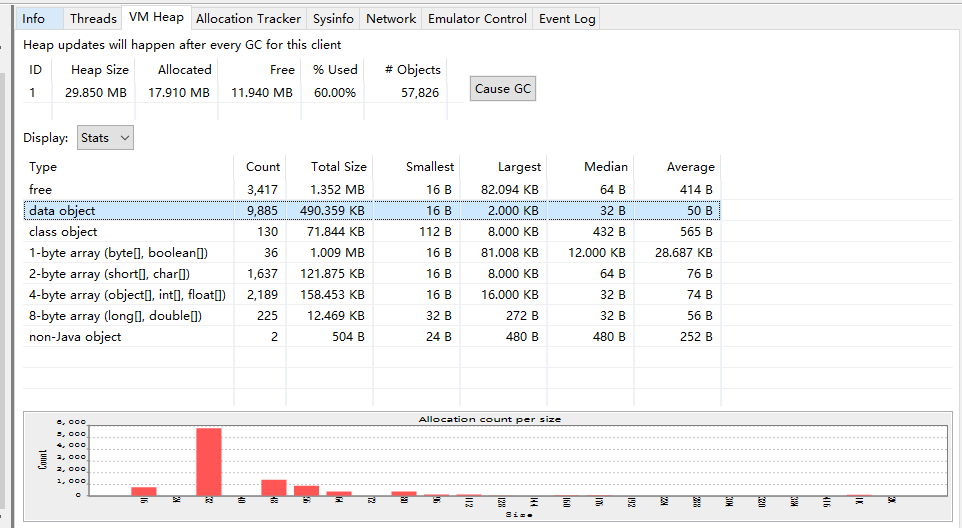 Info Threads VM Heap Allocation Tracker Sysinfo Network Emulator Control Event Log
Heap updates will happen after every GC for this client
ID Heap Size Allocated Free % Used # Objects
1 29.850 MB 17.910 MB 11.940 MB 60.00% 57,826 Cause GC
Display: Stats
Type Count Total Size Smallest Largest Median Average
free 3,417 1.352 MB 16 B 82.094 KB 64 B 414 B
data object 9,885 490.359 KB 16 B 2.000 KB 32 B 50 B
class object 130 71.844 KB 112 B 8.000 KB 432 B 565 B
1-byte array (byte[], boolean[]) 36 1.009 MB 16 B 81.008 KB 12.000 KB 28.687 KB
2-byte array (short[], char[]) 1,637 121.875 KB 16 B 8.000 KB 64 B 76 B
4-byte array (object[], int[], float[]) 2,189 158.453 KB 16 B 16.000 KB 32 B 74 B
8-byte array (long[], double[]) 225 12.469 KB 32 B 272 B 32 B 56 B
non-Java object 2 504 B 24 B 480 B 480 B 252 B
Allocation count per size
6,000
5,000
4,000
3,000
2,000
1,000
0
Count
16 24 32 40 48 56 64 72 80 96 112 128 144 160 176 192 288 320 416 1K 2K
Size